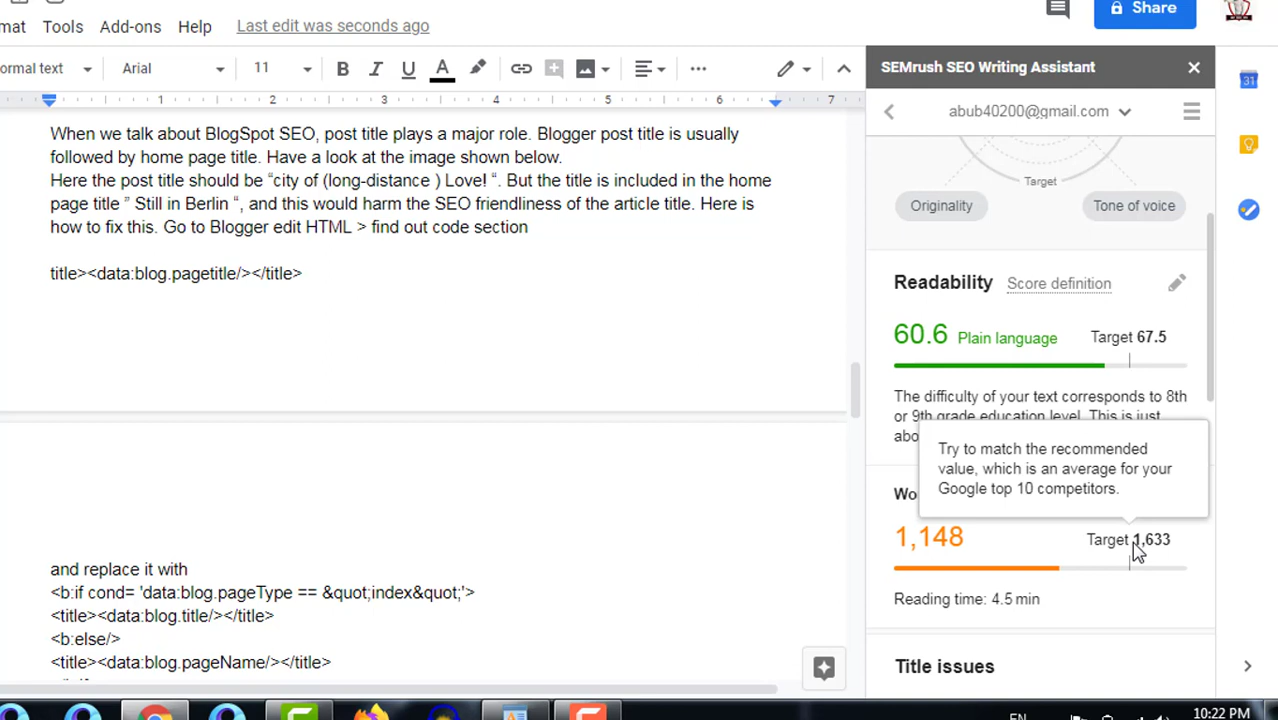 mat Tools Add-ons Help Last edit was seconds ago
Share
ormal text Arial 11 B I U A
1 2 3 4 5 6 7
When we talk about BlogSpot SEO, post title plays a major role. Blogger post title is usually
followed by home page title. Have a look at the image shown below.
Here the post title should be “city of (long-distance ) Love! “. But the title is included in the home
page title ” Still in Berlin “, and this would harm the SEO friendliness of the article title. Here is
how to fix this. Go to Blogger edit HTML > find out code section
title><data:blog.pagetitle/></title>
and replace it with
<b:if cond= 'data:blog.pageType == &quot;index&quot;'>
<title><data:blog.title/></title>
<b:else/>
<title><data:blog.pageName/></title>
SEMrush SEO Writing Assistant
abub40200@gmail.com
Target
Originality
Tone of voice
Readability Score definition
60.6 Plain language Target 67.5
The difficulty of your text corresponds to 8th
or 9th grade education level. This is just
abo
Try to match the recommended
value, which is an average for your
Google top 10 competitors.
Wo
1,148 Target 1,633
Reading time: 4.5 min
Title issues
31
EN
10:22 PM